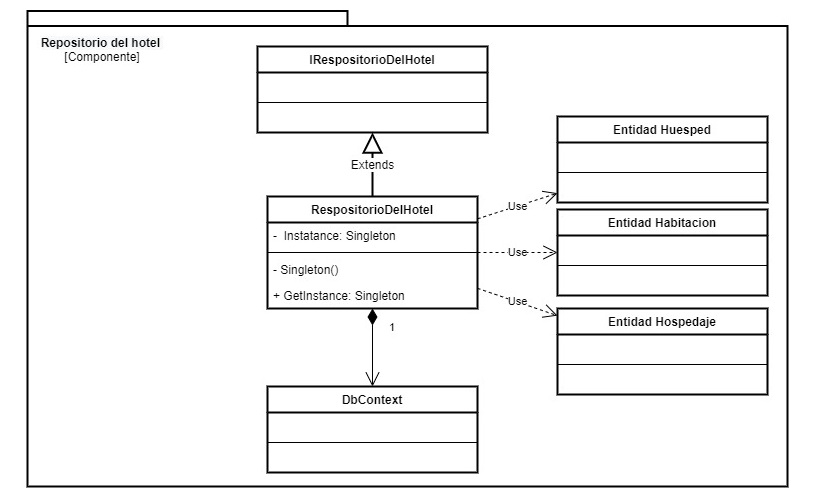 Repositorio del hotel
[Componente]
IRespositorioDelHotel
Extends
RespositorioDelHotel
- Instatance: Singleton
- Singleton()
+ GetInstance: Singleton
1
DbContext
Use
Use
Use
Entidad Huesped
Entidad Habitacion
Entidad Hospedaje